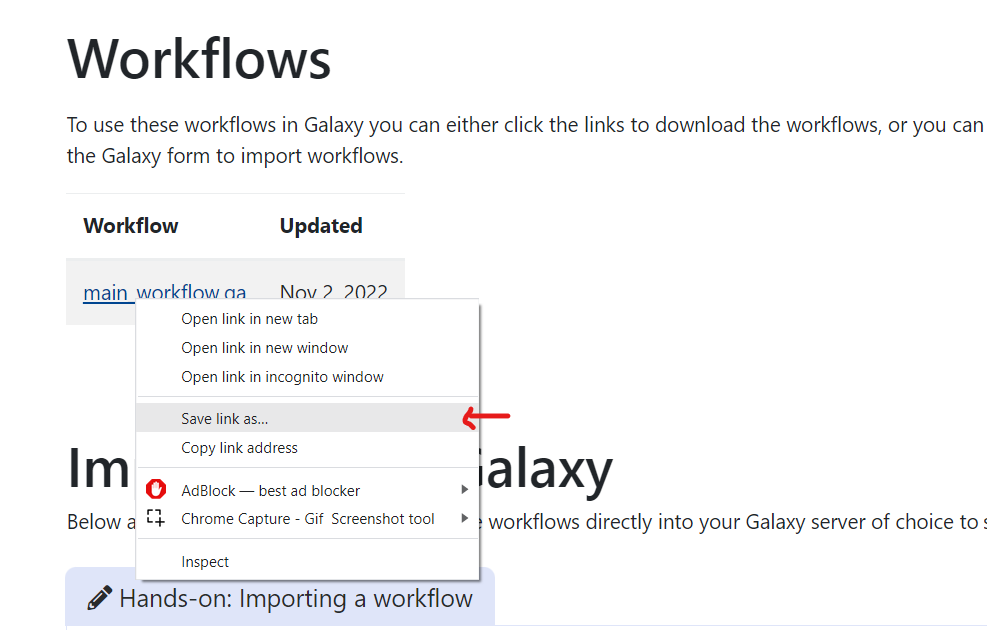 Workflows
To use these workflows in Galaxy you can either click the links to download the workflows, or you can
the Galaxy form to import workflows.
Workflow Updated
main_workflow.ga Nov 2, 2022
Open link in new tab
Open link in new window
Open link in incognito window
Save link as...
Copy link address
AdBlock — best ad blocker
Chrome Capture - Gif Screenshot tool
Inspect
Im Galaxy
Below a workflows directly into your Galaxy server of choice to s
Hands-on: Importing a workflow